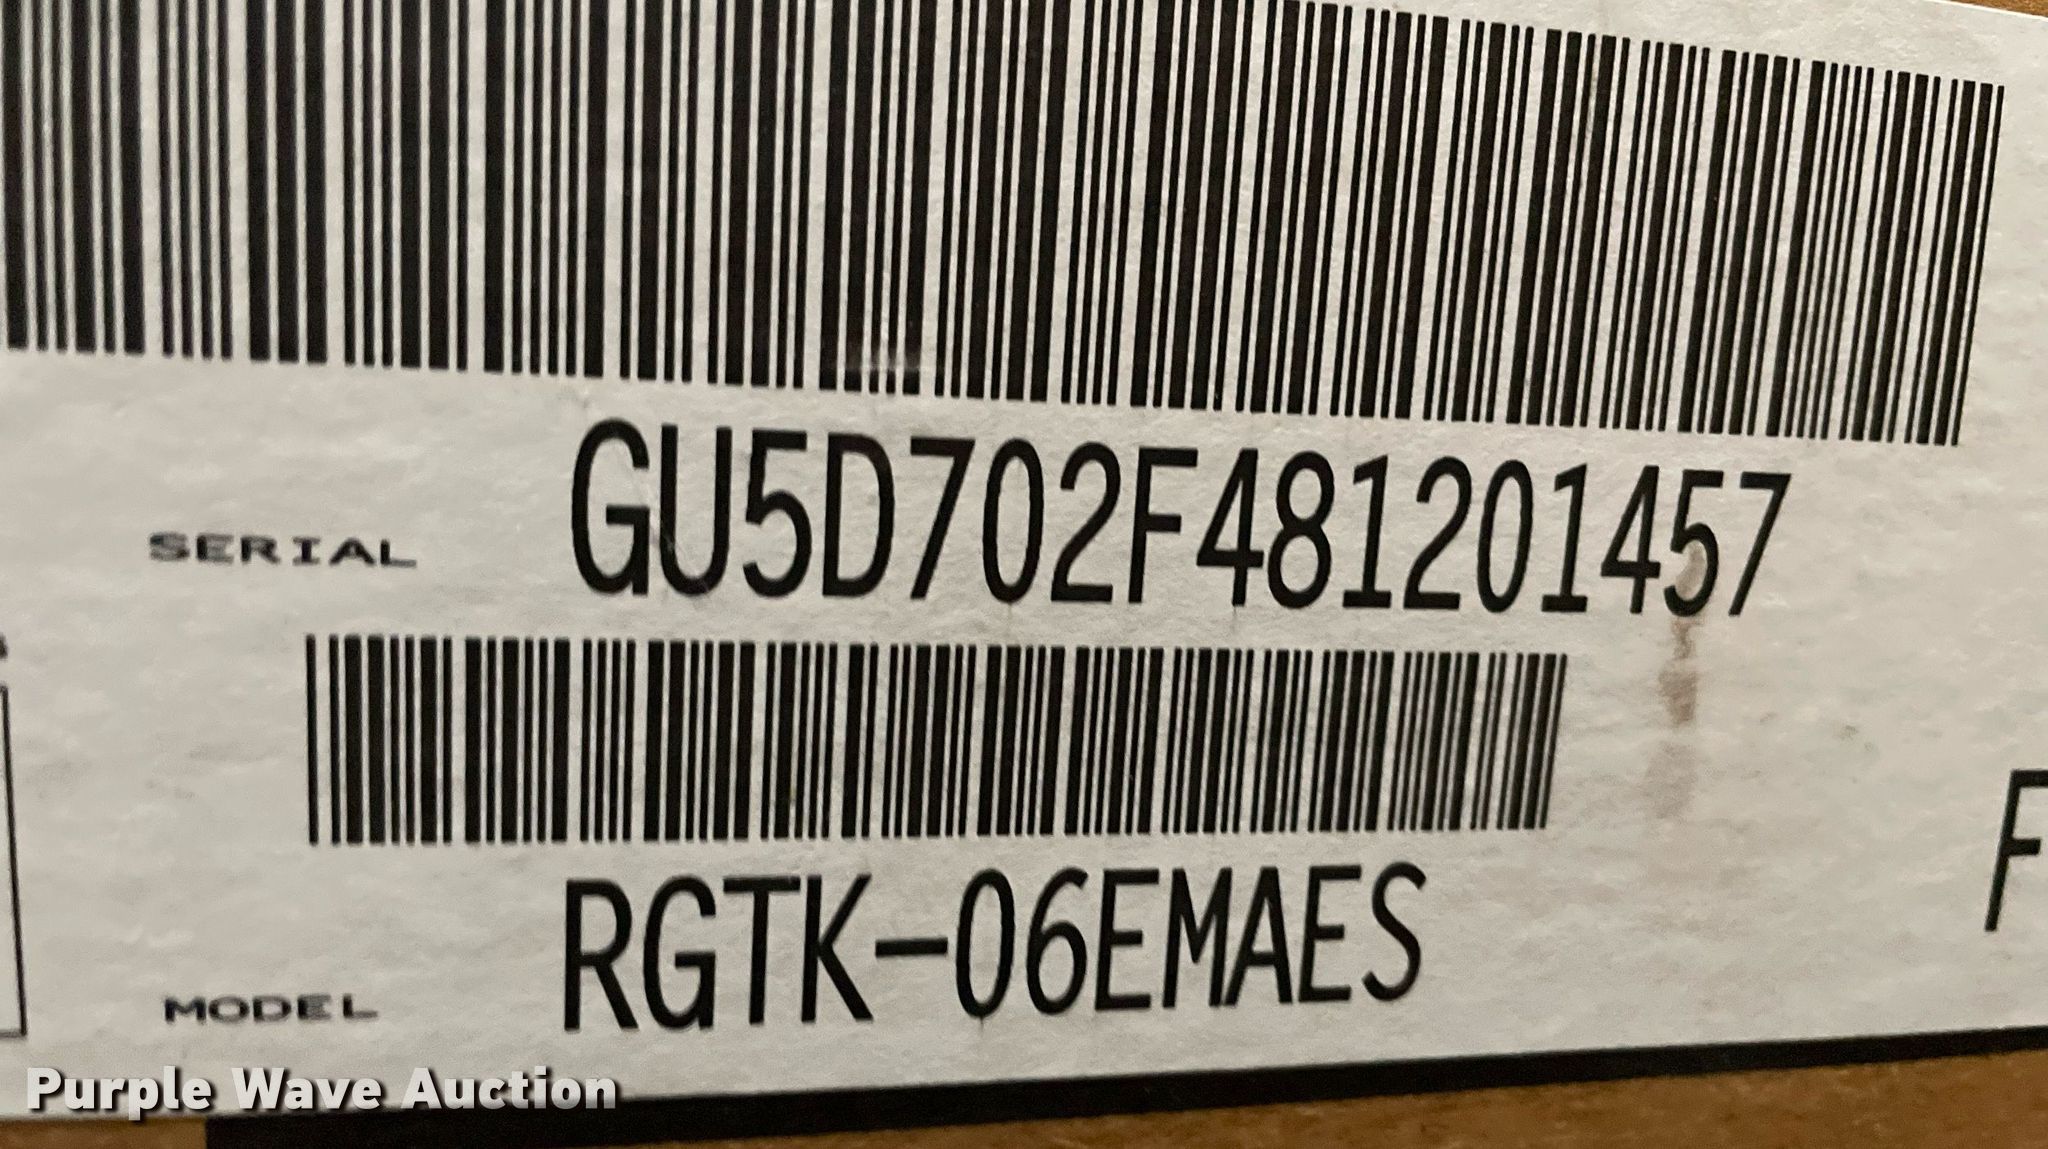 SERIAL GU5D702F481201457
MODEL RGTK-06EMAES
F
Purple Wave Auction